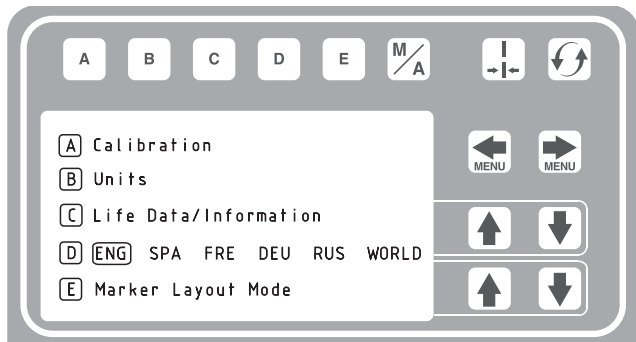 A B C D E M/A
MENU MENU
A Calibration
B Units
C Life Data/Information
D ENG SPA FRE DEU RUS WORLD
E Marker Layout Mode